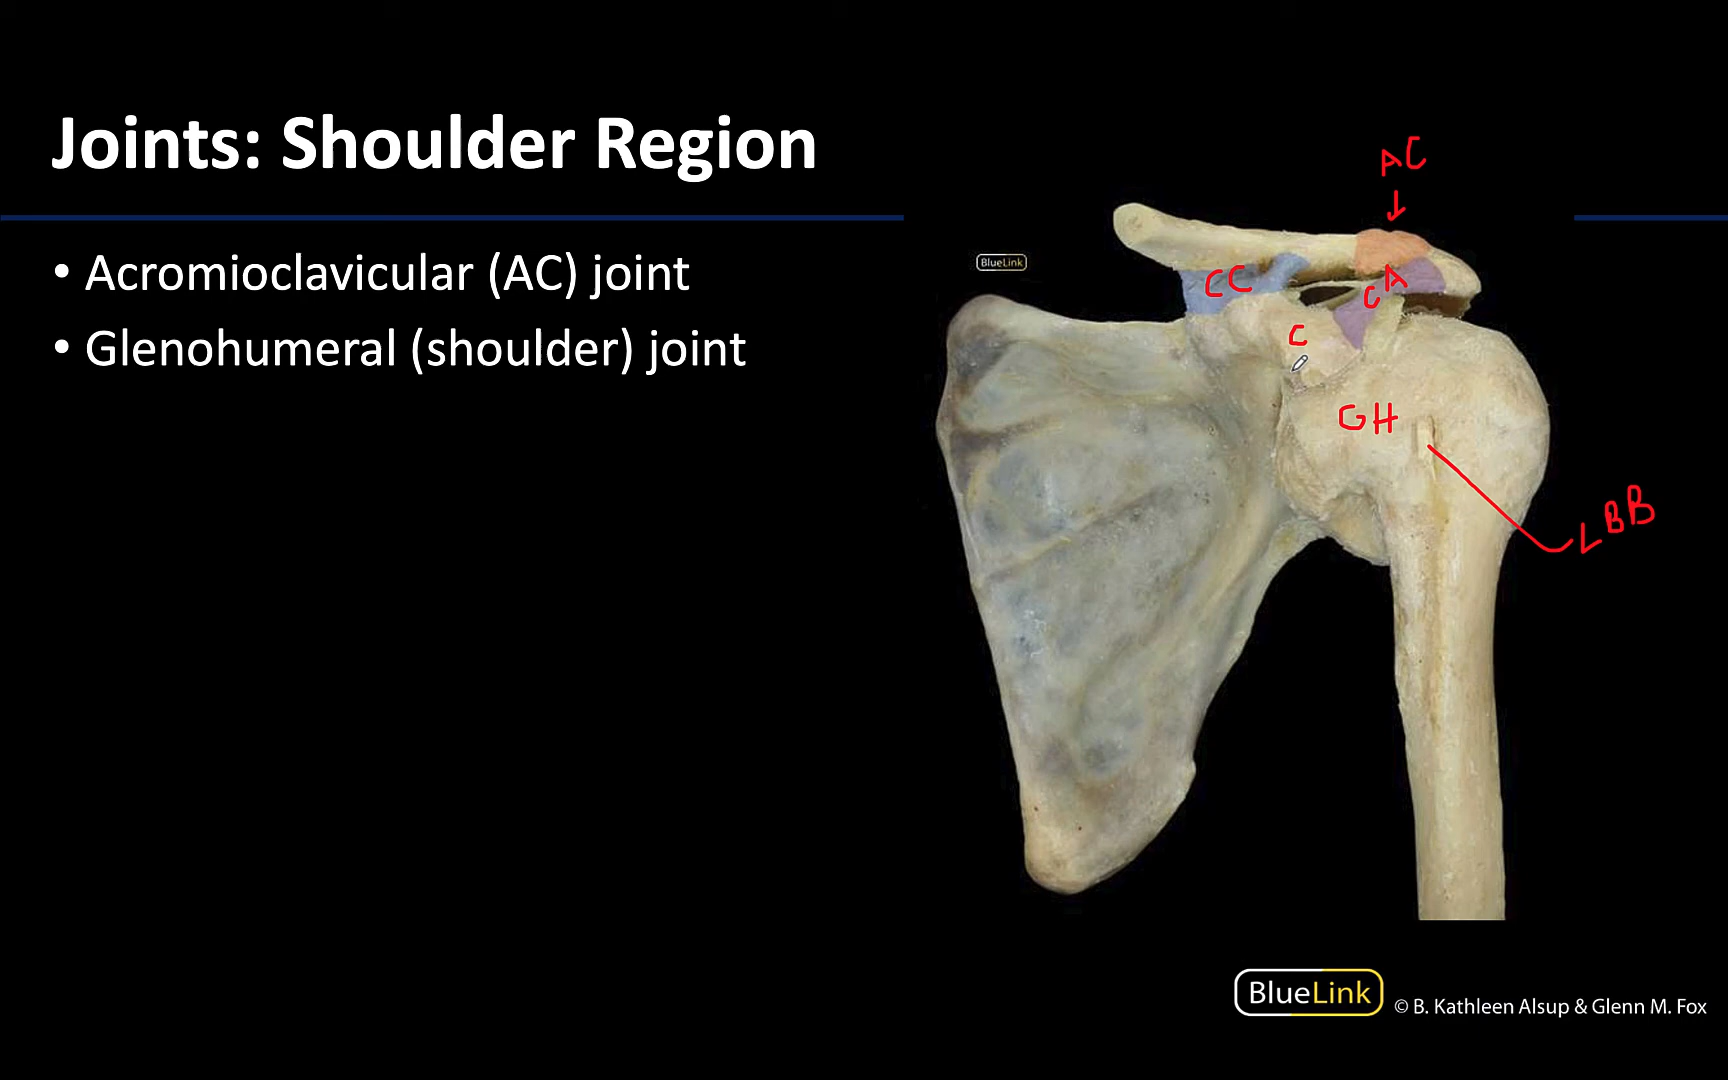 Joints: Shoulder Region
• Acromioclavicular (AC) joint
• Glenohumeral (shoulder) joint
AC
BlueLink
CC
CA
C
GH
LBB
BlueLink
© B. Kathleen Alsup & Glenn M. Fox